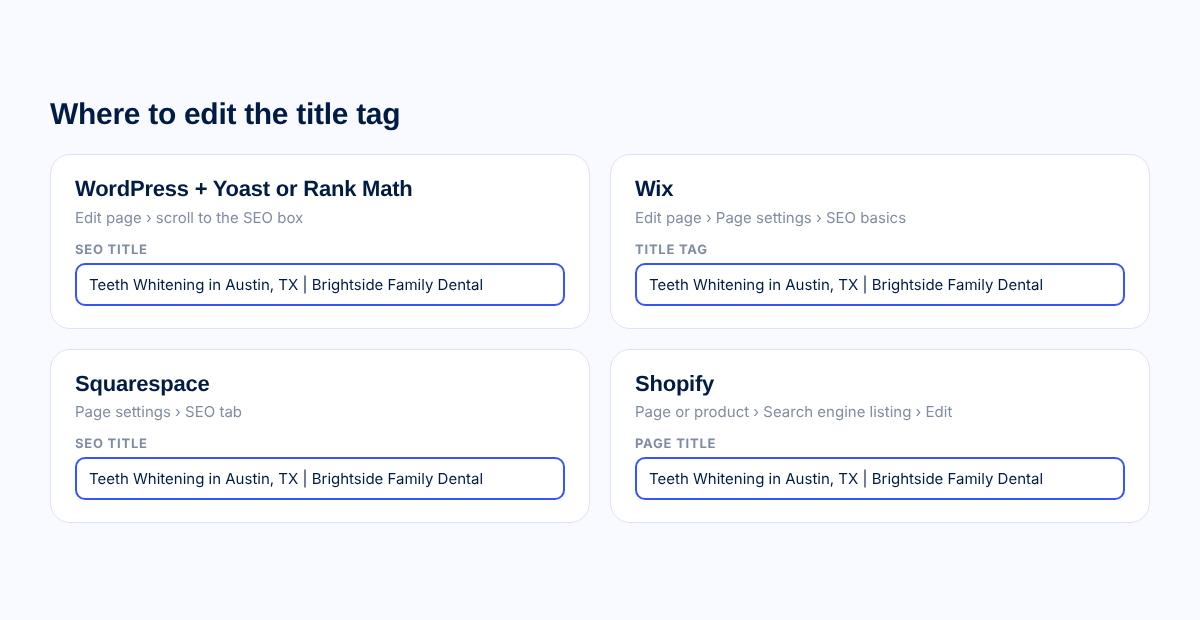 Where to edit the title tag
WordPress + Yoast or Rank Math
Edit page › scroll to the SEO box
SEO TITLE
Teeth Whitening in Austin, TX | Brightside Family Dental
Wix
Edit page › Page settings › SEO basics
TITLE TAG
Teeth Whitening in Austin, TX | Brightside Family Dental
Squarespace
Page settings › SEO tab
SEO TITLE
Teeth Whitening in Austin, TX | Brightside Family Dental
Shopify
Page or product › Search engine listing › Edit
PAGE TITLE
Teeth Whitening in Austin, TX | Brightside Family Dental